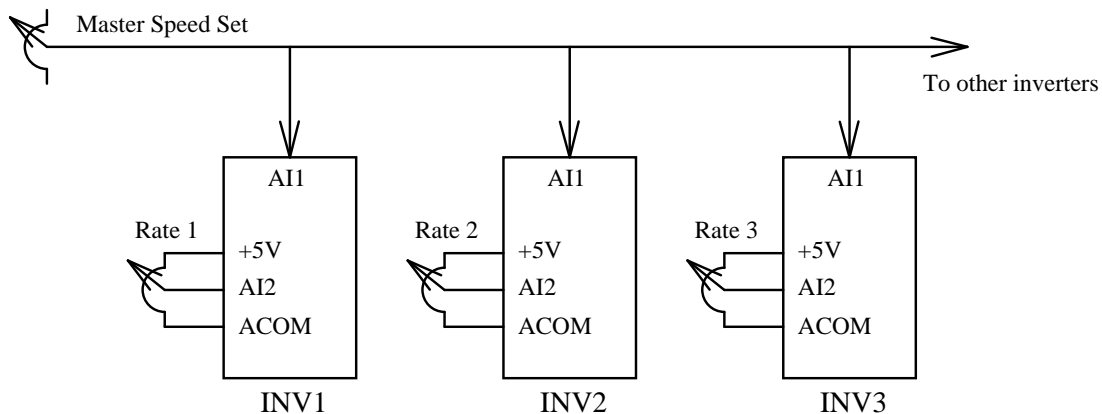 Master Speed Set
To other inverters
AI1
AI1
AI1
Rate 1
+5V
AI2
ACOM
Rate 2
+5V
AI2
ACOM
Rate 3
+5V
AI2
ACOM
INV1
INV2
INV3